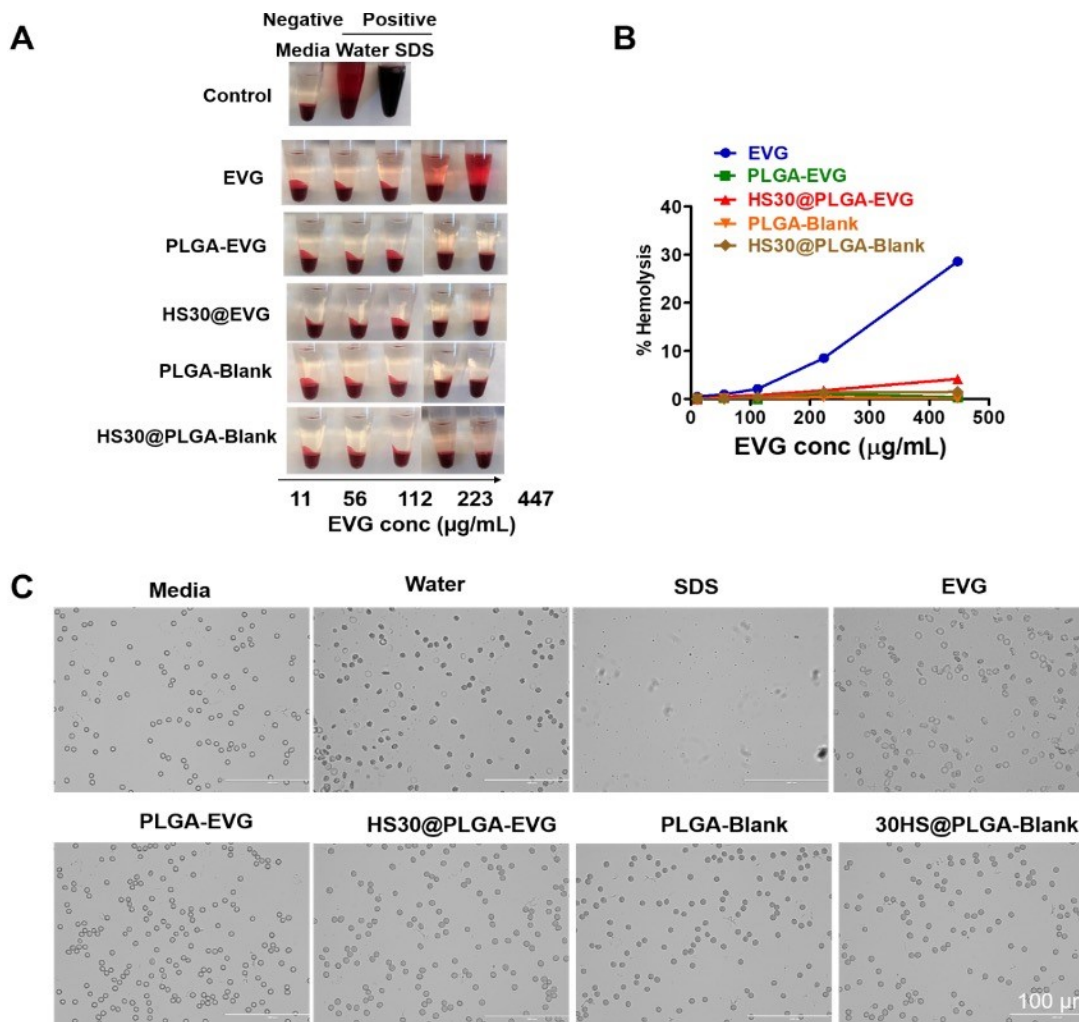 A
Negative Positive
Media Water SDS
Control
EVG
PLGA-EVG
HS30@EVG
PLGA-Blank
HS30@PLGA-Blank
11 56 112 223 447
EVG conc (µg/mL)
B
EVG
PLGA-EVG
HS30@PLGA-EVG
PLGA-Blank
HS30@PLGA-Blank
40
30
20
10
0
% Hemolysis
0 100 200 300 400 500
EVG conc (µg/mL)
C
Media Water SDS EVG
PLGA-EVG HS30@PLGA-EVG PLGA-Blank 30HS@PLGA-Blank
100 µm